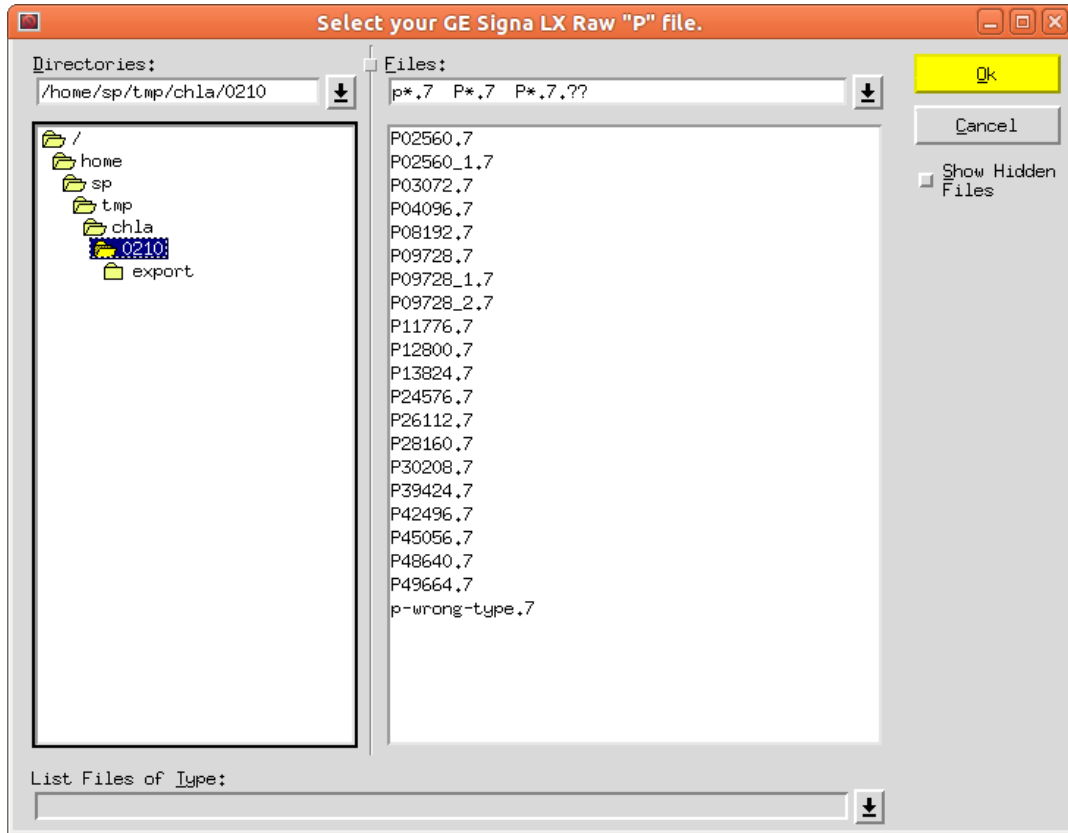 Select your GE Signa LX Raw "P" file.
Directories:
/home/sp/tmp/chla/0210
/
home
sp
tmp
chla
0210
export
Files:
p*.7  P*.7  P*.7.??
P02560.7
P02560_1.7
P03072.7
P04096.7
P08192.7
P09728.7
P09728_1.7
P09728_2.7
P11776.7
P12800.7
P13824.7
P24576.7
P26112.7
P28160.7
P30208.7
P39424.7
P42496.7
P45056.7
P48640.7
P49664.7
p-wrong-type.7
Ok
Cancel
Show Hidden
Files
List Files of Type: